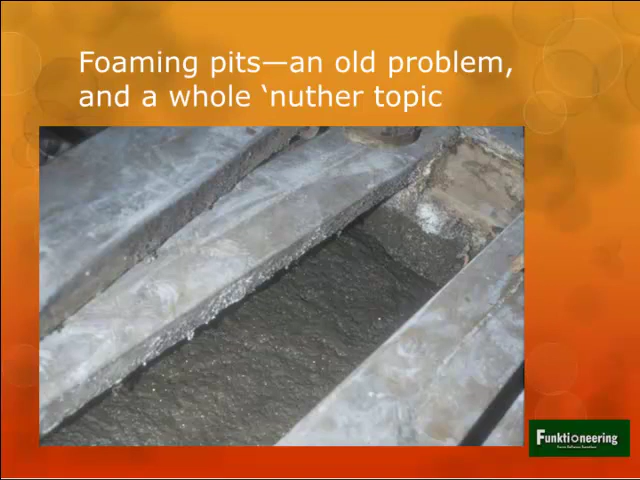 Foaming pits—an old problem,
and a whole ‘nuther topic
Funktioneering